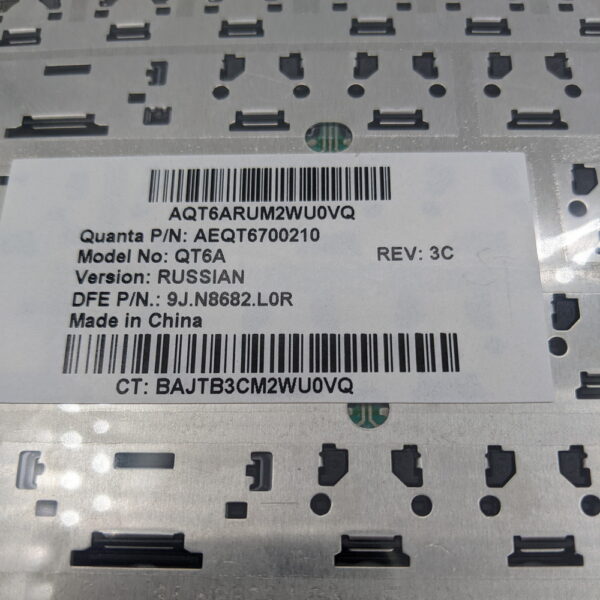 AQT6ARUM2WU0VQ
Quanta P/N: AEQT6700210
Model No: QT6A REV: 3C
Version: RUSSIAN
DFE P/N.: 9J.N8682.L0R
Made in China
CT: BAJTB3CM2WU0VQ